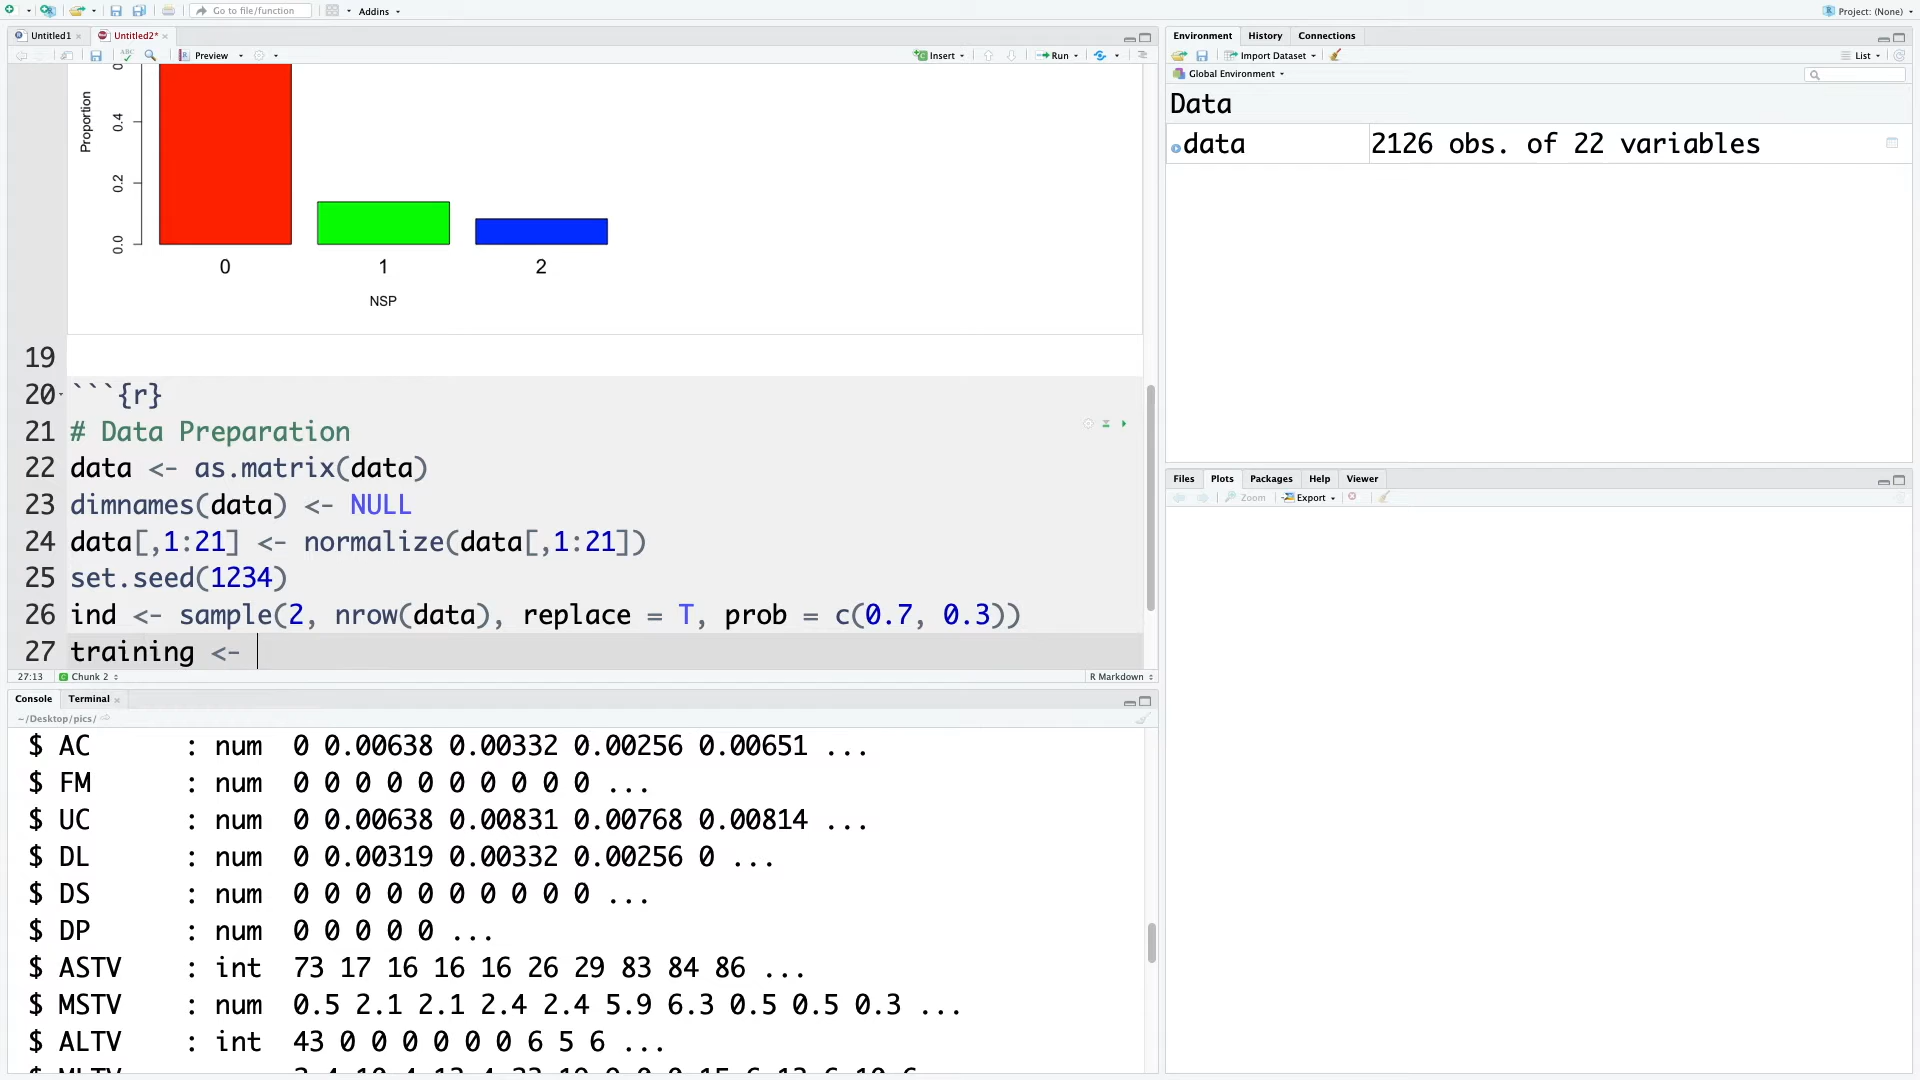 Go to file/function
Addins
Project: (None)
Untitled1
Untitled2*
Preview
Insert
Run
Proportion
0.4
0.2
0.0
0
1
2
NSP
19
20 ```{r}
21 # Data Preparation
22 data <- as.matrix(data)
23 dimnames(data) <- NULL
24 data[,1:21] <- normalize(data[,1:21])
25 set.seed(1234)
26 ind <- sample(2, nrow(data), replace = T, prob = c(0.7, 0.3))
27 training <-
27:13 Chunk 2 R Markdown
Console Terminal
~/Desktop/pics/
$ AC : num 0 0.00638 0.00332 0.00256 0.00651 ...
$ FM : num 0 0 0 0 0 0 0 0 0 0 ...
$ UC : num 0 0.00638 0.00831 0.00768 0.00814 ...
$ DL : num 0 0.00319 0.00332 0.00256 0 ...
$ DS : num 0 0 0 0 0 0 0 0 0 0 ...
$ DP : num 0 0 0 0 0 ...
$ ASTV : int 73 17 16 16 16 26 29 83 84 86 ...
$ MSTV : num 0.5 2.1 2.1 2.4 2.4 5.9 6.3 0.5 0.5 0.3 ...
$ ALTV : int 43 0 0 0 0 0 0 6 5 6 ...
Environment History Connections
Import Dataset
List
Global Environment
Data
data 2126 obs. of 22 variables
Files Plots Packages Help Viewer
Zoom Export